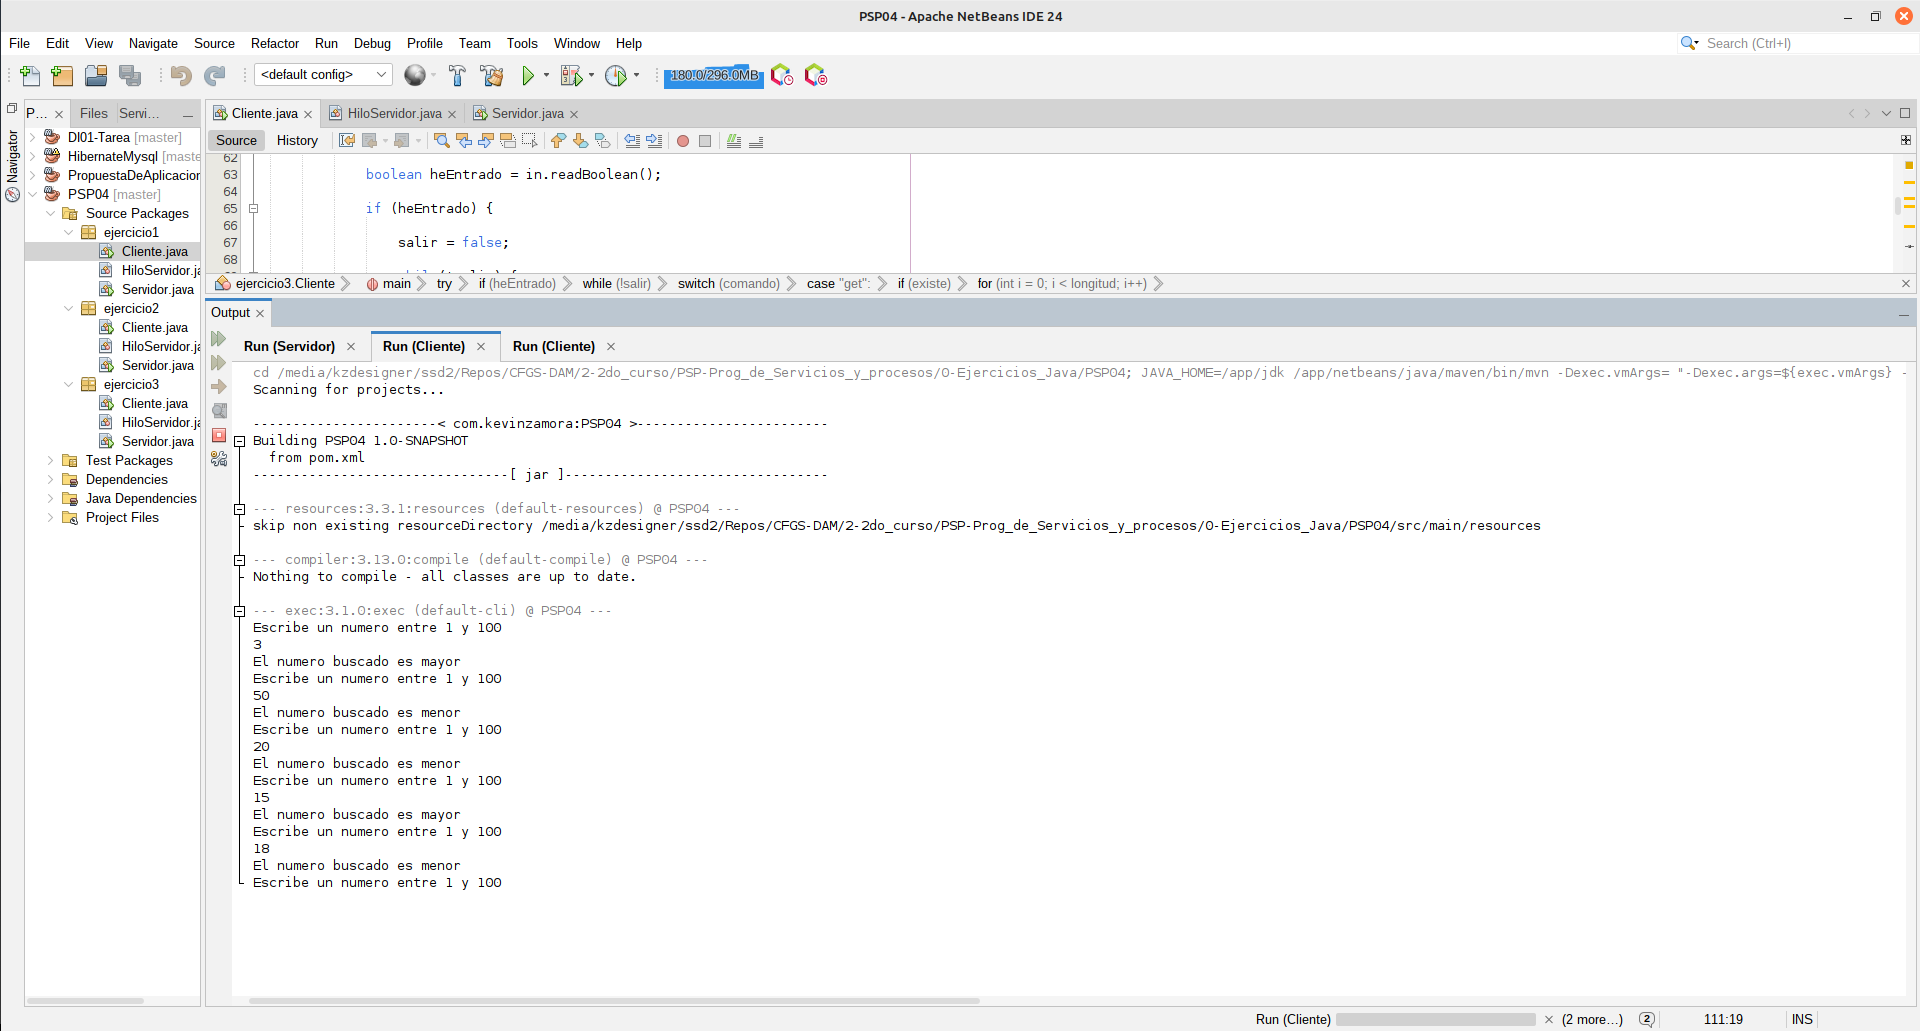 PSP04 - Apache NetBeans IDE 24
File Edit View Navigate Source Refactor Run Debug Profile Team Tools Window Help
Search (Ctrl+I)
<default config>
180.0/296.0MB
P... Files Servi...
Navigator
DI01-Tarea [master]
HibernateMysql [maste
PropuestaDeAplicacior
PSP04 [master]
Source Packages
ejercicio1
Cliente.java
HiloServidor.ja
Servidor.java
ejercicio2
Cliente.java
HiloServidor.ja
Servidor.java
ejercicio3
Cliente.java
HiloServidor.ja
Servidor.java
Test Packages
Dependencies
Java Dependencies
Project Files
Cliente.java HiloServidor.java Servidor.java
Source History
62
63 boolean heEntrado = in.readBoolean();
64
65 if (heEntrado) {
66
67 salir = false;
68
ejercicio3.Cliente main try if (heEntrado) while (!salir) switch (comando) case "get": if (existe) for (int i = 0; i < longitud; i++)
Output
Run (Servidor) Run (Cliente) Run (Cliente)
cd /media/kzdesigner/ssd2/Repos/CFGS-DAM/2-2do_curso/PSP-Prog_de_Servicios_y_procesos/0-Ejercicios_Java/PSP04; JAVA_HOME=/app/jdk /app/netbeans/java/maven/bin/mvn -Dexec.vmArgs= "-Dexec.args=${exec.vmArgs} -
Scanning for projects...
-----------------------< com.kevinzamora:PSP04 >------------------------
Building PSP04 1.0-SNAPSHOT
from pom.xml
--------------------------------[ jar ]---------------------------------
--- resources:3.3.1:resources (default-resources) @ PSP04 ---
skip non existing resourceDirectory /media/kzdesigner/ssd2/Repos/CFGS-DAM/2-2do_curso/PSP-Prog_de_Servicios_y_procesos/0-Ejercicios_Java/PSP04/src/main/resources
--- compiler:3.13.0:compile (default-compile) @ PSP04 ---
Nothing to compile - all classes are up to date.
--- exec:3.1.0:exec (default-cli) @ PSP04 ---
Escribe un numero entre 1 y 100
3
El numero buscado es mayor
Escribe un numero entre 1 y 100
50
El numero buscado es menor
Escribe un numero entre 1 y 100
20
El numero buscado es menor
Escribe un numero entre 1 y 100
15
El numero buscado es mayor
Escribe un numero entre 1 y 100
18
El numero buscado es menor
Escribe un numero entre 1 y 100
Run (Cliente) (2 more...) 2 111:19 INS